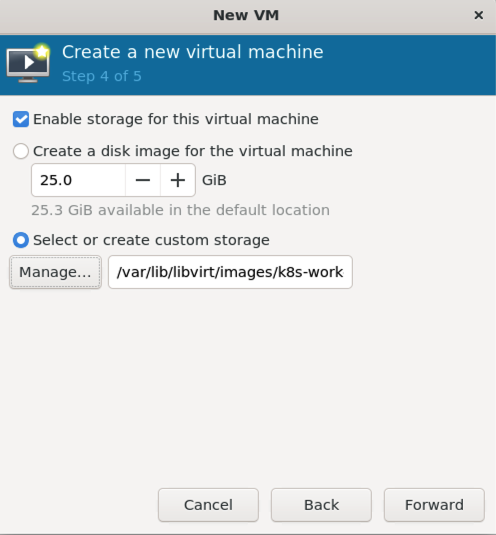 New VM
Create a new virtual machine
Step 4 of 5
Enable storage for this virtual machine
Create a disk image for the virtual machine
25.0 − + GiB
25.3 GiB available in the default location
Select or create custom storage
Manage... /var/lib/libvirt/images/k8s-work
Cancel Back Forward